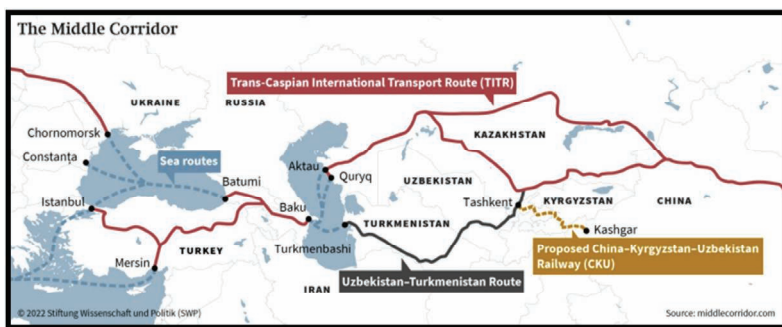 The Middle Corridor
Trans-Caspian International Transport Route (TITR)
UKRAINE
RUSSIA
Chornomorsk
KAZAKHSTAN
Constanța
Sea routes
Aktau
Quryq
Istanbul
Batumi
UZBEKISTAN
Baku
Tashkent
KYRGYZSTAN
CHINA
TURKMENISTAN
Kashgar
TURKEY
Turkmenbashi
Proposed China–Kyrgyzstan–Uzbekistan
Railway (CKU)
Mersin
IRAN
Uzbekistan–Turkmenistan Route
© 2022 Stiftung Wissenschaft und Politik (SWP)
Source: middlecorridor.com